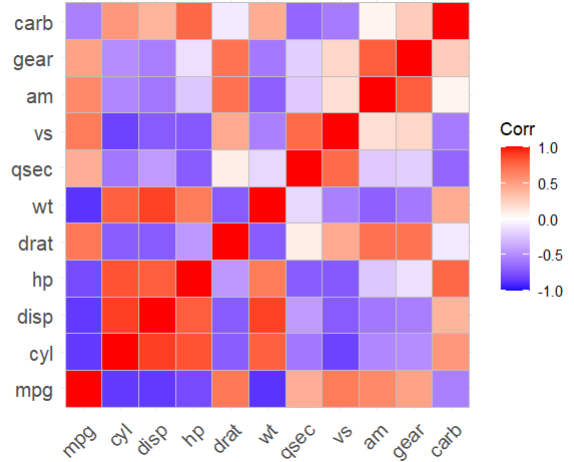 carb
gear
am
vs
qsec
wt
drat
hp
disp
cyl
mpg
mpg cyl disp hp drat wt qsec vs am gear carb
Corr
1.0
0.5
0.0
-0.5
-1.0